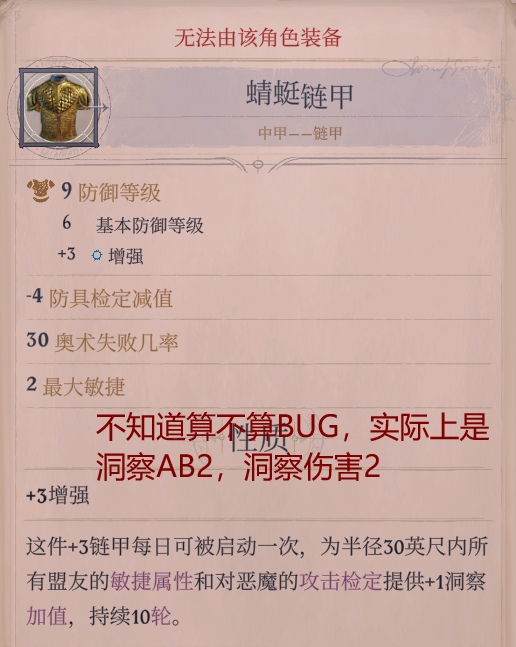 无法由该角色装备
蜻蜓链甲
中甲——链甲
9 防御等级
6 基本防御等级
+3 增强
-4 防具检定减值
30 奥术失败几率
2 最大敏捷
不知道算不算BUG，实际上是
性质
洞察AB2，洞察伤害2
+3增强
这件+3链甲每日可被启动一次，为半径30英尺内所
有盟友的敏捷属性和对恶魔的攻击检定提供+1洞察
加值，持续10轮。